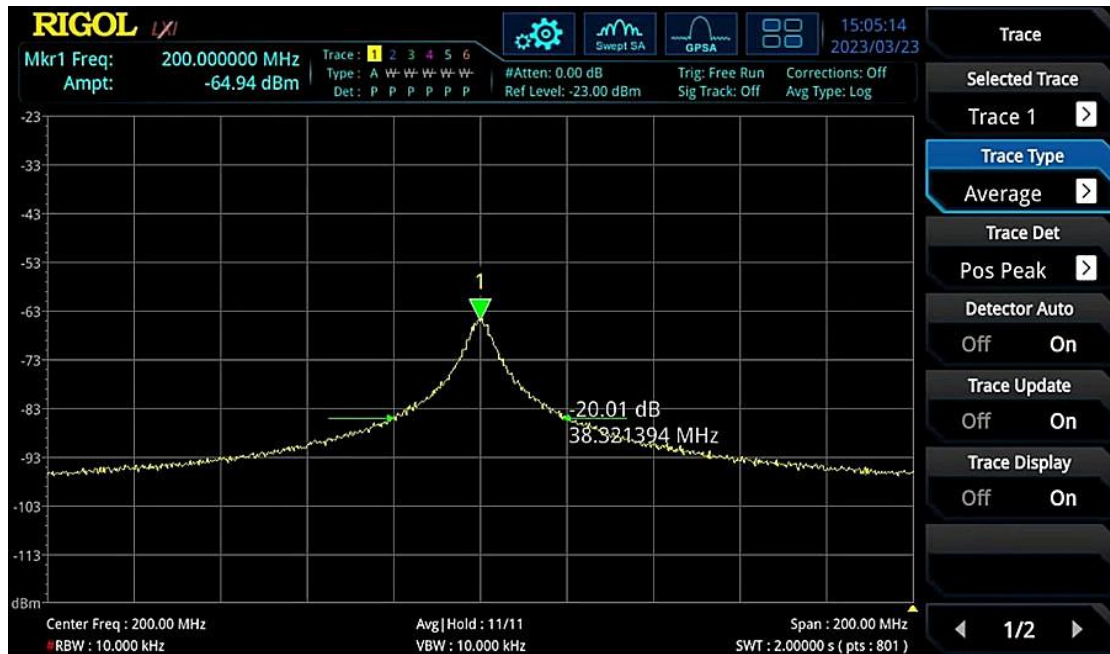 RIGOL LXI
Mkr1 Freq: 200.000000 MHz
Ampt: -64.94 dBm
Trace: 1 2 3 4 5 6
Type: A W W W W W
Det: P P P P P P
Swept SA
GPSA
15:05:14
2023/03/23
#Atten: 0.00 dB Trig: Free Run Corrections: Off
Ref Level: -23.00 dBm Sig Track: Off Avg Type: Log
-23
-33
-43
-53
-63
-73
-83
-93
-103
-113
dBm
1
-20.01 dB
38.321394 MHz
Center Freq : 200.00 MHz Avg|Hold : 11/11 Span : 200.00 MHz
#RBW : 10.000 kHz VBW : 10.000 kHz SWT : 2.00000 s ( pts : 801 )
Trace
Selected Trace
Trace 1 >
Trace Type
Average >
Trace Det
Pos Peak >
Detector Auto
Off On
Trace Update
Off On
Trace Display
Off On
1/2